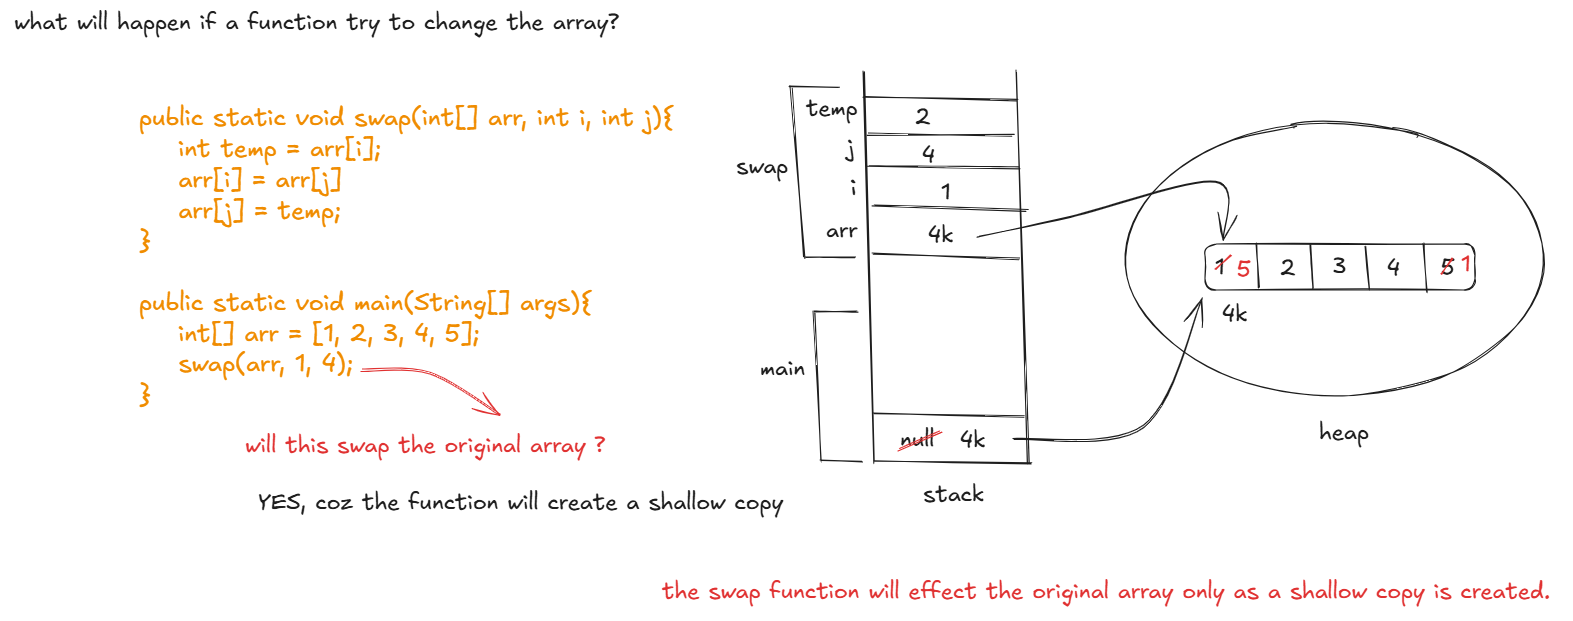 what will happen if a function try to change the array?
public static void swap(int[] arr, int i, int j){
int temp = arr[i];
arr[i] = arr[j]
arr[j] = temp;
}
public static void main(String[] args){
int[] arr = [1, 2, 3, 4, 5];
swap(arr, 1, 4);
}
will this swap the original array ?
YES, coz the function will create a shallow copy
swap
temp 2
j 4
i 1
arr 4k
main
null 4k
stack
1 5 2 3 4 5 1
4k
heap
the swap function will effect the original array only as a shallow copy is created.